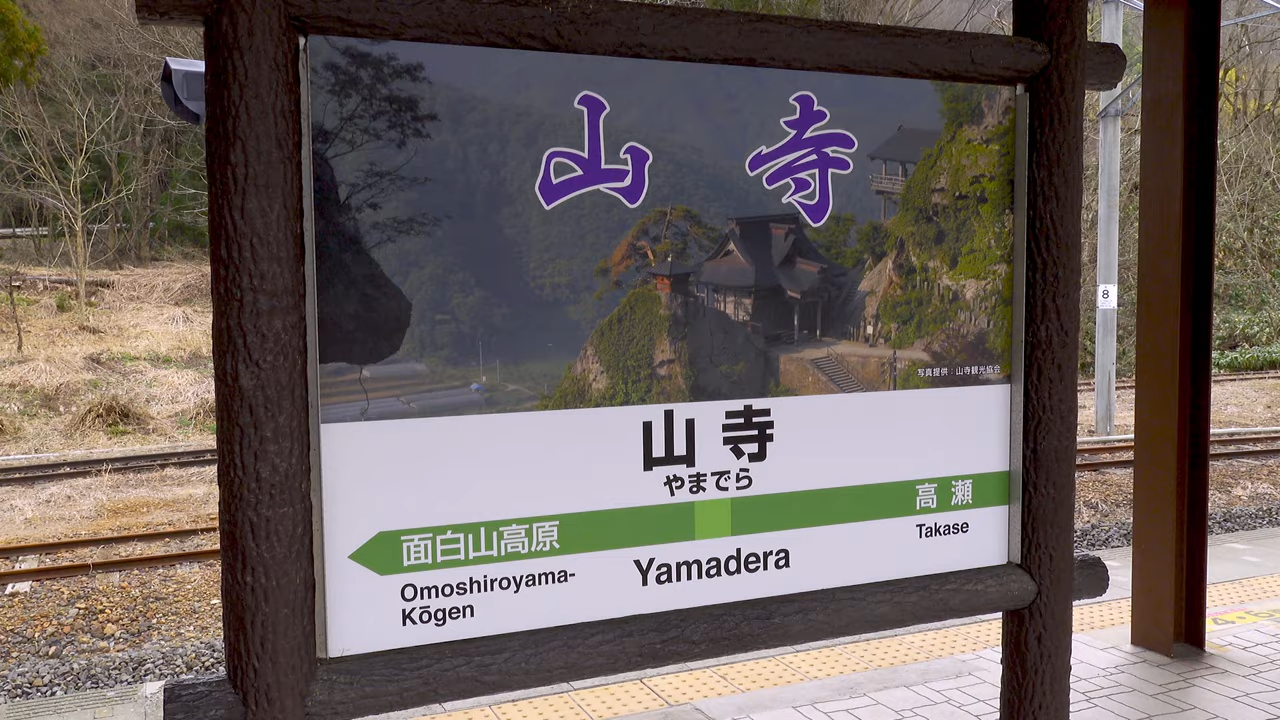 山寺
写真提供：山寺観光協会
山寺
やまでら
面白山高原
高瀬
Omoshiroyama-
Kōgen
Yamadera
Takase
8